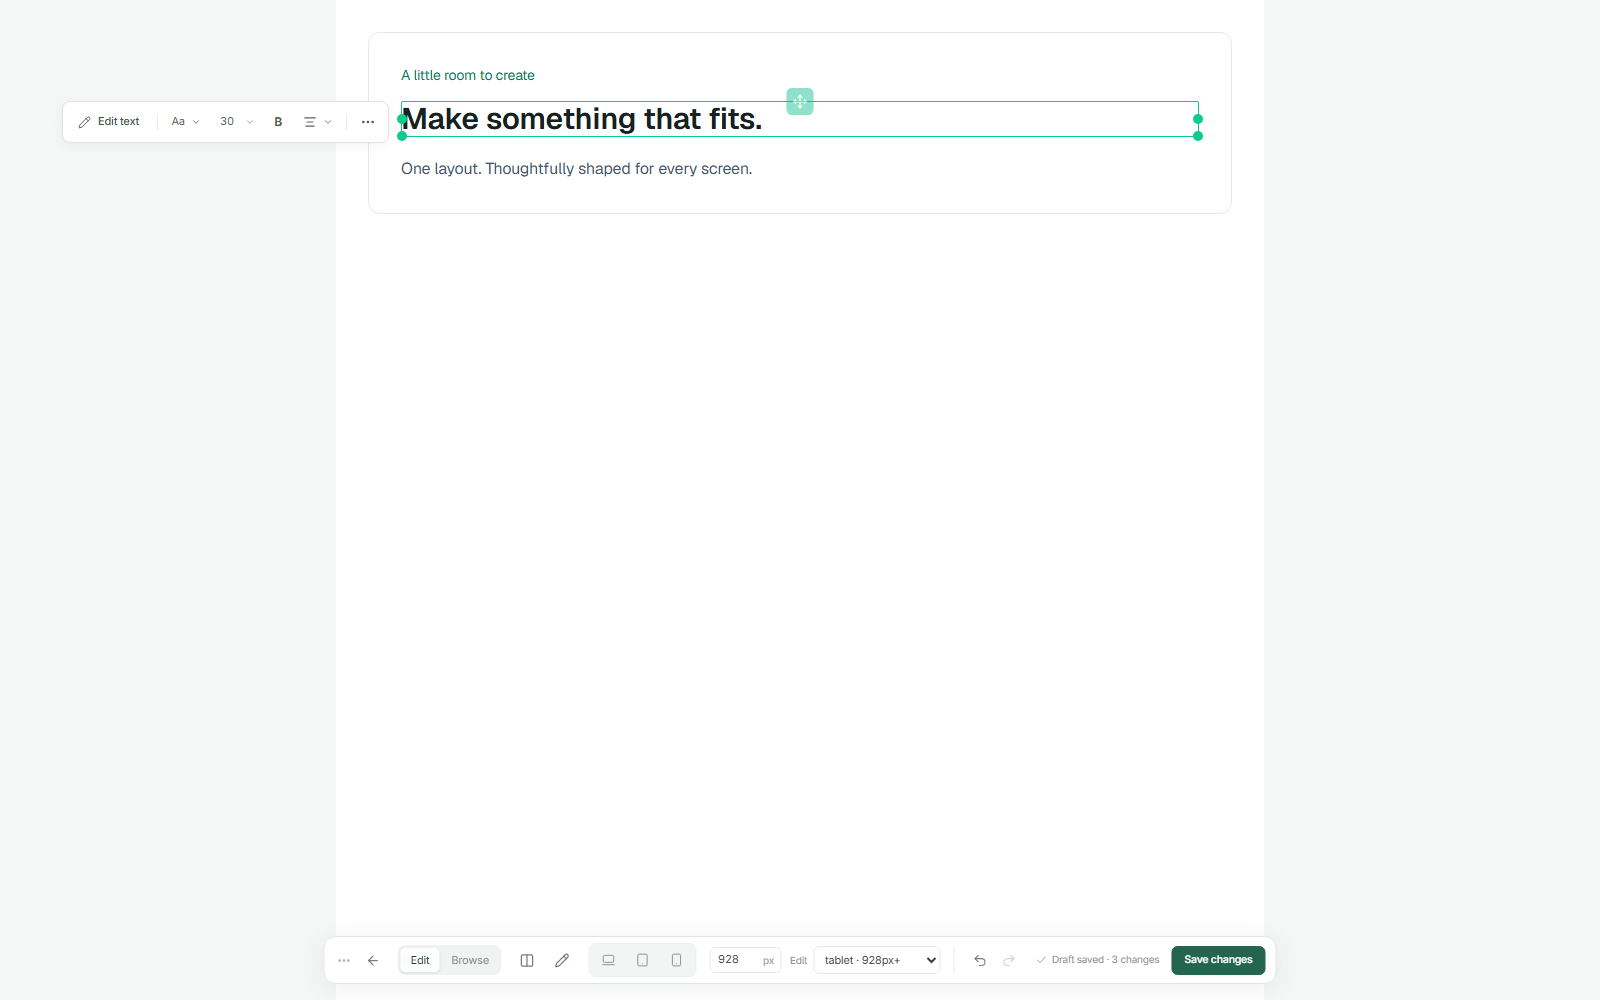 A little room to create
Edit text Aa 30 B
Make something that fits.
One layout. Thoughtfully shaped for every screen.
Edit Browse 928 px Edit tablet · 928px+ Draft saved · 3 changes Save changes